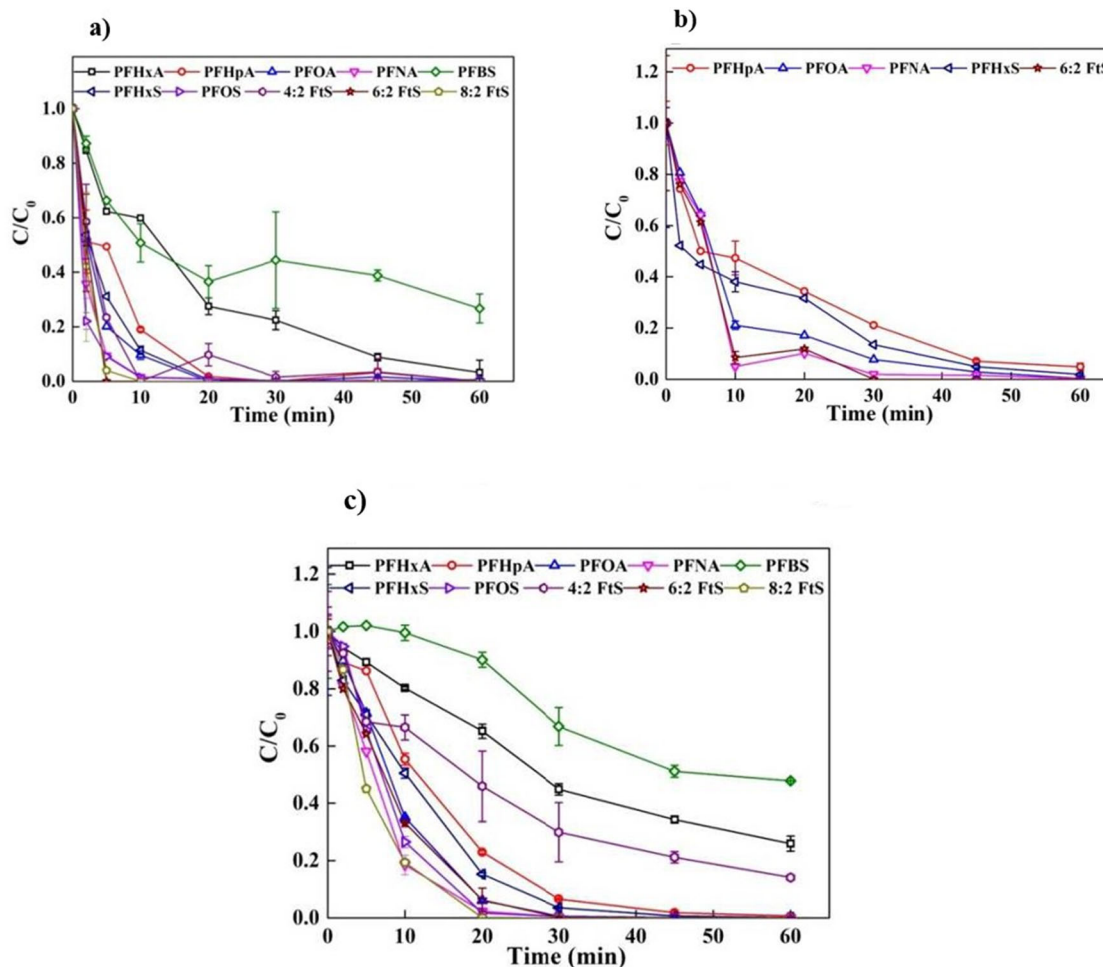 a)
PFHxA PFHpA PFOA PFNA PFBS
PFHxS PFOS 4:2 FtS 6:2 FtS 8:2 FtS
1.0
0.8
0.6
0.4
0.2
0.0
C/C0
0 10 20 30 40 50 60
Time (min)
b)
PFHpA PFOA PFNA PFHxS 6:2 FtS
1.2
1.0
0.8
0.6
0.4
0.2
0.0
C/C0
0 10 20 30 40 50 60
Time (min)
c)
PFHxA PFHpA PFOA PFNA PFBS
PFHxS PFOS 4:2 FtS 6:2 FtS 8:2 FtS
1.2
1.0
0.8
0.6
0.4
0.2
0.0
C/C0
0 10 20 30 40 50 60
Time (min)